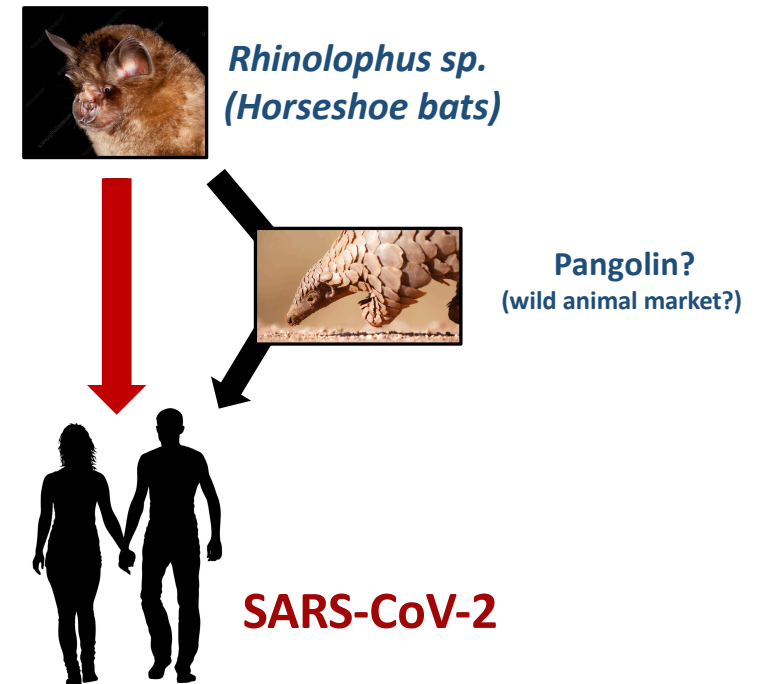 Rhinolophus sp.
(Horseshoe bats)
Pangolin?
(wild animal market?)
SARS-CoV-2